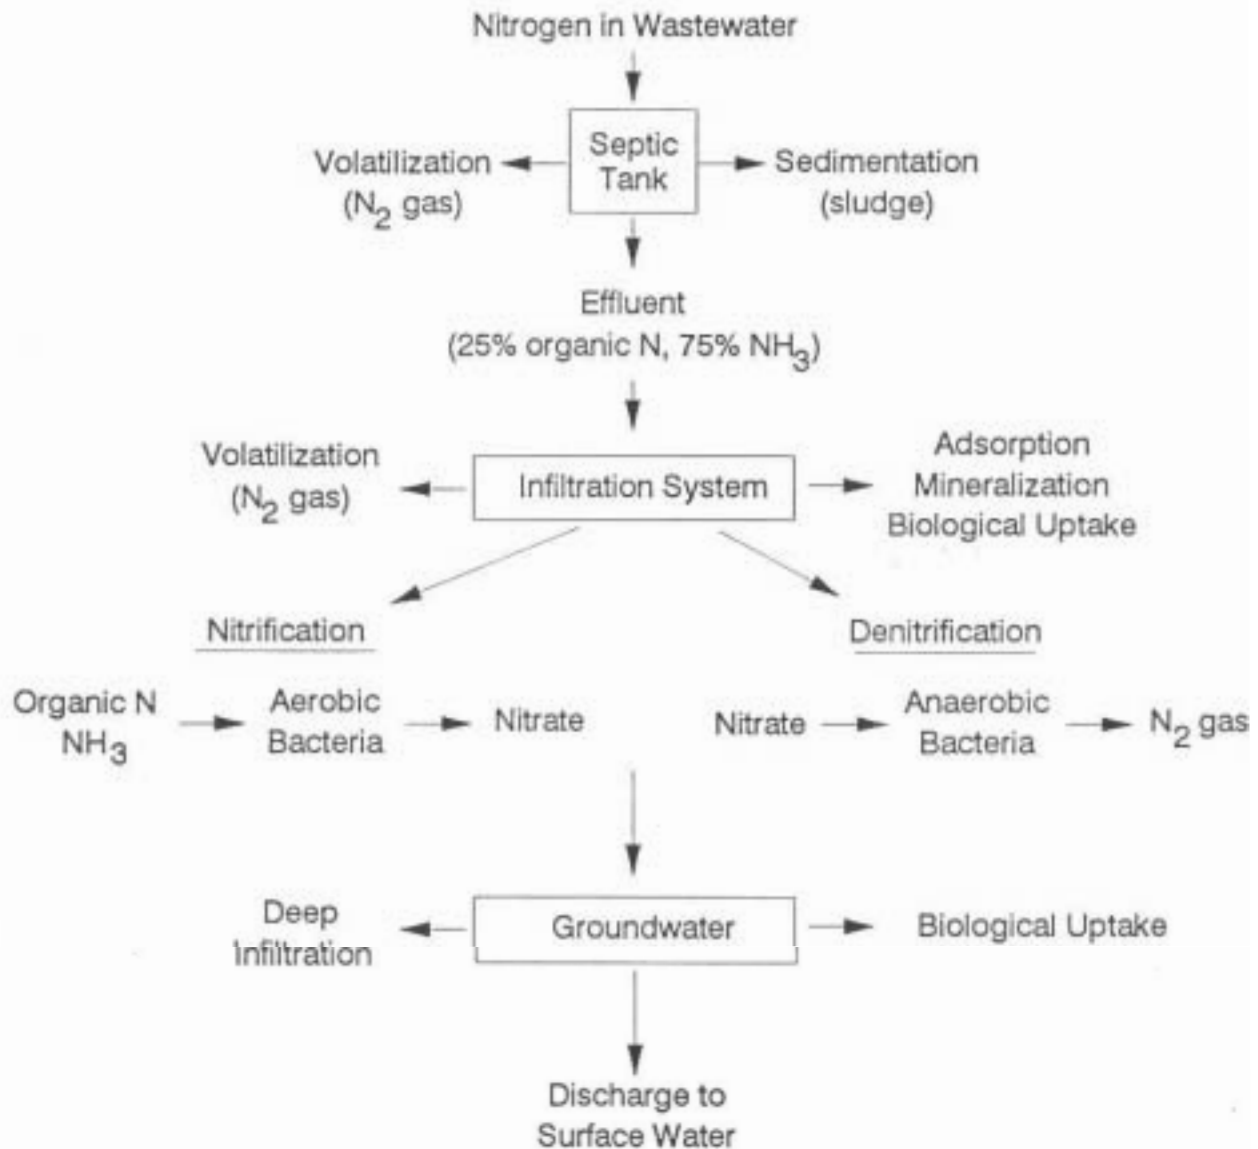 Nitrogen in Wastewater
Septic
Tank
Volatilization
(N2 gas)
Sedimentation
(sludge)
Effluent
(25% organic N, 75% NH3)
Volatilization
(N2 gas)
Infiltration System
Adsorption
Mineralization
Biological Uptake
Nitrification
Denitrification
Organic N
NH3
Aerobic
Bacteria
Nitrate
Nitrate
Anaerobic
Bacteria
N2 gas
Deep
Infiltration
Groundwater
Biological Uptake
Discharge to
Surface Water